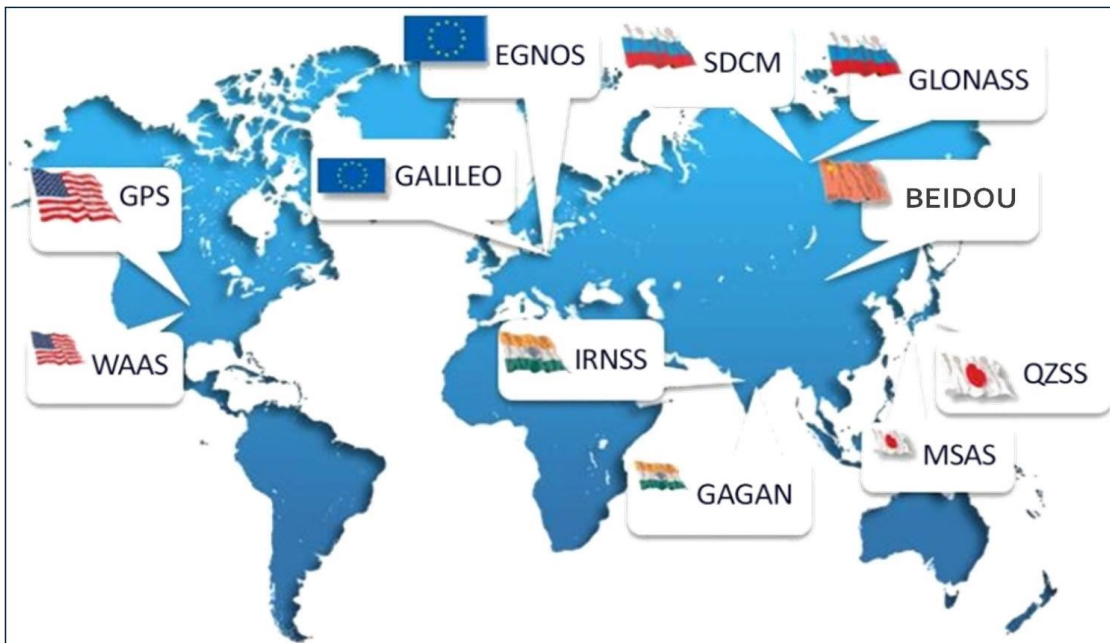 EGNOS
SDCM
GLONASS
GALILEO
GPS
BEIDOU
IRNSS
WAAS
QZSS
MSAS
GAGAN